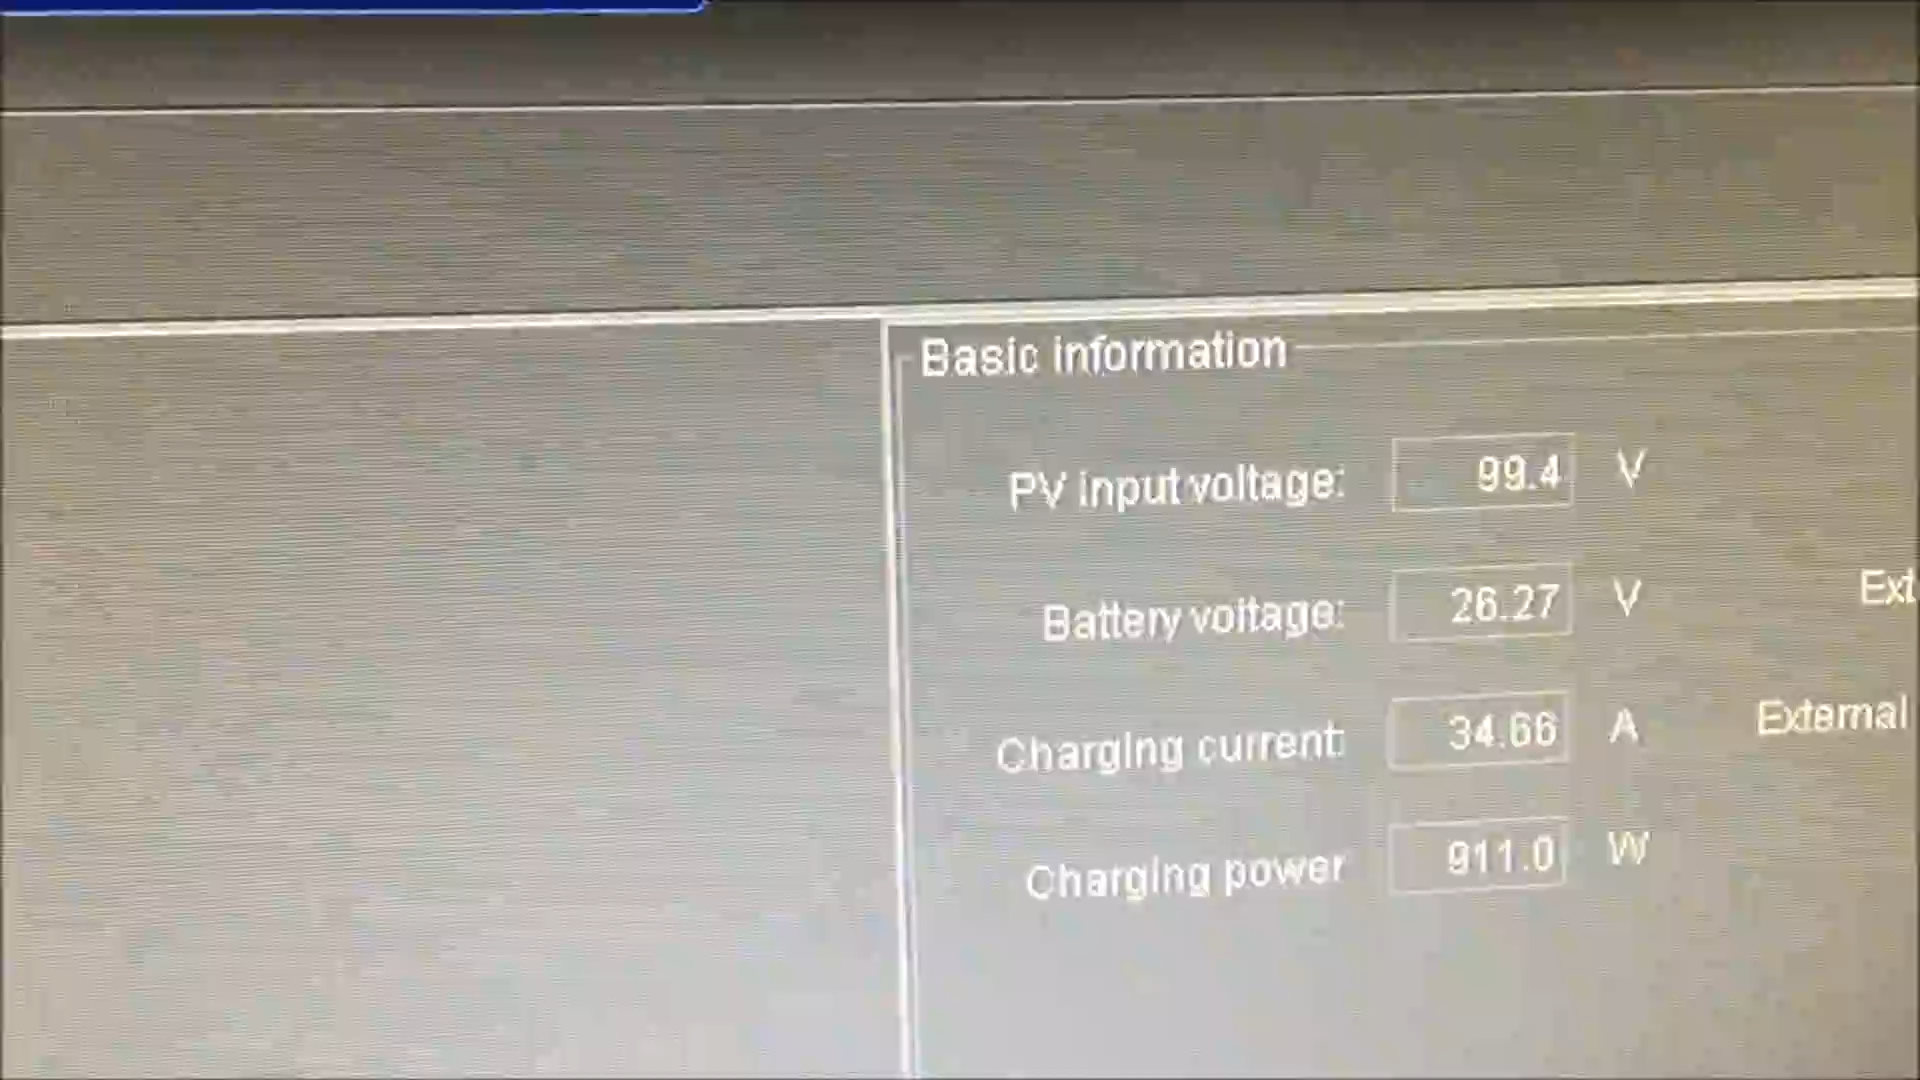 Basic information
PV input voltage: 99.4 V
Battery voltage: 26.27 V Ext
Charging current: 34.66 A External
Charging power 911.0 W